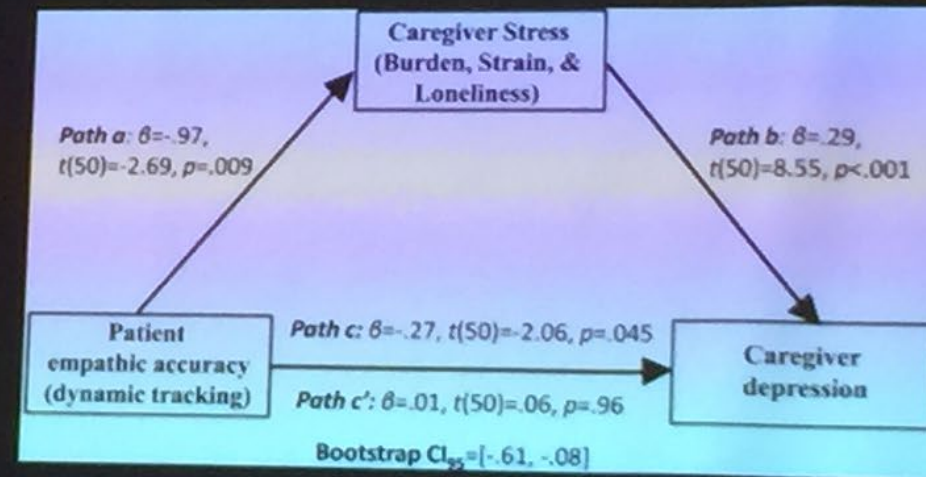 Caregiver Stress
(Burden, Strain, &
Loneliness)
Path a: β=-.97,
t(50)=-2.69, p=.009
Path b: β=.29,
t(50)=8.55, p<.001
Patient
empathic accuracy
(dynamic tracking)
Path c: β=-.27, t(50)=-2.06, p=.045
Path c': β=.01, t(50)=.06, p=.96
Caregiver
depression
Bootstrap CI₉₅=[-.61, -.08]